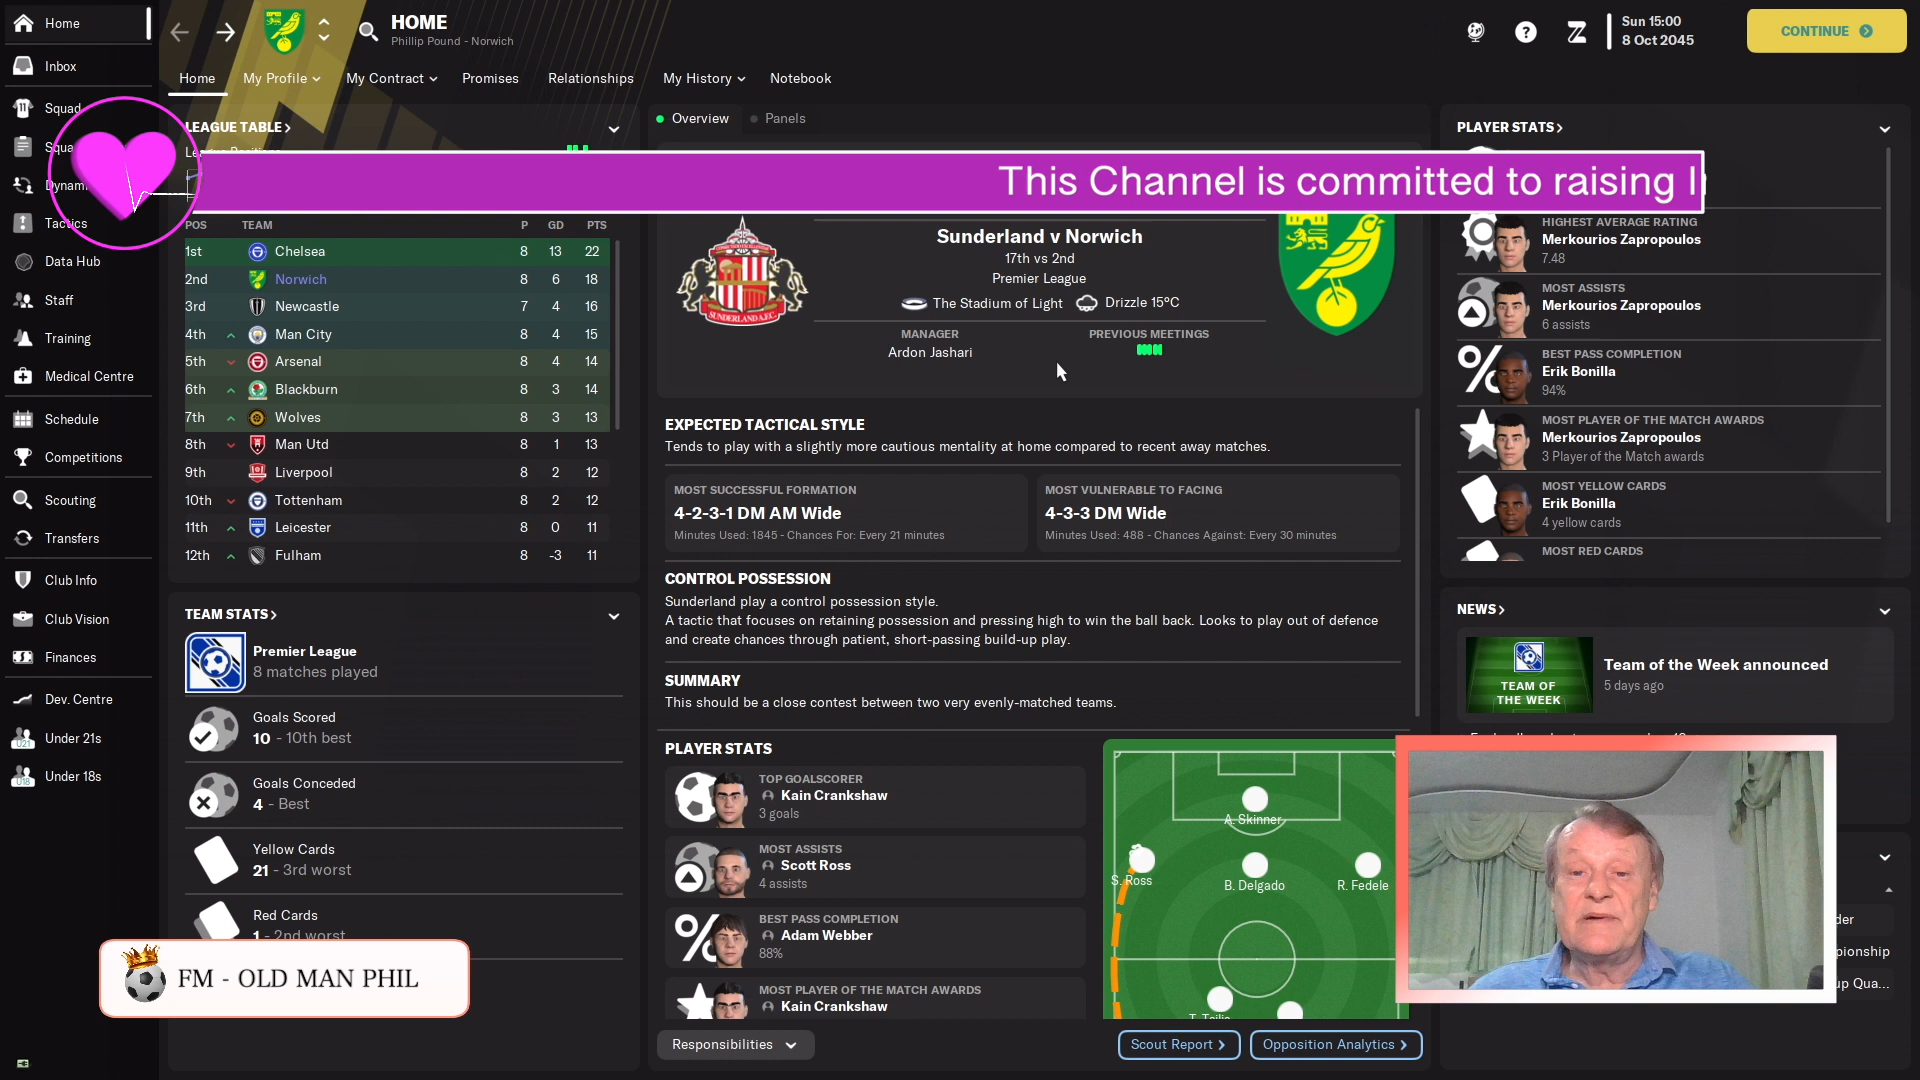 Home
Inbox
Squad
Tactics
Data Hub
Staff
Training
Medical Centre
Schedule
Competitions
Scouting
Transfers
Club Info
Club Vision
Finances
Dev. Centre
Under 21s
Under 18s
HOME
Phillip Pound - Norwich
Sun 15:00
8 Oct 2045
CONTINUE
Home My Profile My Contract Promises Relationships My History Notebook
This Channel is committed to raising
LEAGUE TABLE
POS TEAM P GD PTS
1st Chelsea 8 13 22
2nd Norwich 8 6 18
3rd Newcastle 7 4 16
4th Man City 8 4 15
5th Arsenal 8 4 14
6th Blackburn 8 3 14
7th Wolves 8 3 13
8th Man Utd 8 1 13
9th Liverpool 8 2 12
10th Tottenham 8 2 12
11th Leicester 8 0 11
12th Fulham 8 -3 11
TEAM STATS
Premier League
8 matches played
Goals Scored
10 - 10th best
Goals Conceded
4 - Best
Yellow Cards
21 - 3rd worst
Red Cards
1 - 2nd worst
FM - OLD MAN PHIL
Overview Panels
Sunderland v Norwich
17th vs 2nd
Premier League
The Stadium of Light Drizzle 15ºC
SUNDERLAND A.F.C.
MANAGER
Ardon Jashari
PREVIOUS MEETINGS
EXPECTED TACTICAL STYLE
Tends to play with a slightly more cautious mentality at home compared to recent away matches.
MOST SUCCESSFUL FORMATION
4-2-3-1 DM AM Wide
Minutes Used: 1845 - Chances For: Every 21 minutes
MOST VULNERABLE TO FACING
4-3-3 DM Wide
Minutes Used: 488 - Chances Against: Every 30 minutes
CONTROL POSSESSION
Sunderland play a control possession style.
A tactic that focuses on retaining possession and pressing high to win the ball back. Looks to play out of defence
and create chances through patient, short-passing build-up play.
SUMMARY
This should be a close contest between two very evenly-matched teams.
PLAYER STATS
TOP GOALSCORER
Kain Crankshaw
3 goals
MOST ASSISTS
Scott Ross
4 assists
BEST PASS COMPLETION
Adam Webber
88%
MOST PLAYER OF THE MATCH AWARDS
Kain Crankshaw
A. Skinner
S. Ross
B. Delgado
R. Fedele
Responsibilities
Scout Report
Opposition Analytics
PLAYER STATS
HIGHEST AVERAGE RATING
Merkourios Zapropoulos
7.48
MOST ASSISTS
Merkourios Zapropoulos
6 assists
BEST PASS COMPLETION
Erik Bonilla
94%
MOST PLAYER OF THE MATCH AWARDS
Merkourios Zapropoulos
3 Player of the Match awards
MOST YELLOW CARDS
Erik Bonilla
4 yellow cards
MOST RED CARDS
NEWS
TEAM OF
THE WEEK
Team of the Week announced
5 days ago